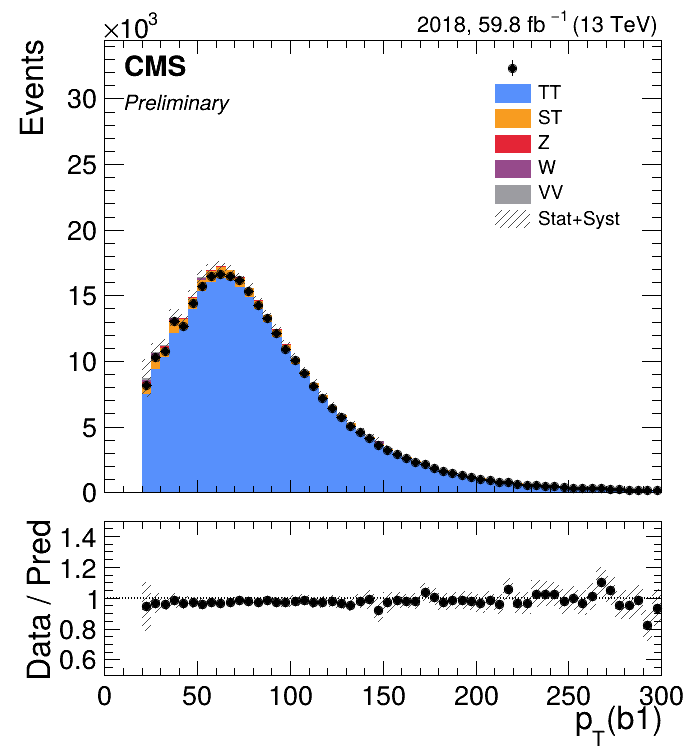 ×10³
2018, 59.8 fb⁻¹ (13 TeV)
CMS
Preliminary
TT
ST
Z
W
VV
Stat+Syst
Events
30
25
20
15
10
5
0
Data / Pred
1.4
1.2
1
0.8
0.6
0 50 100 150 200 250 300
p_T(b1)